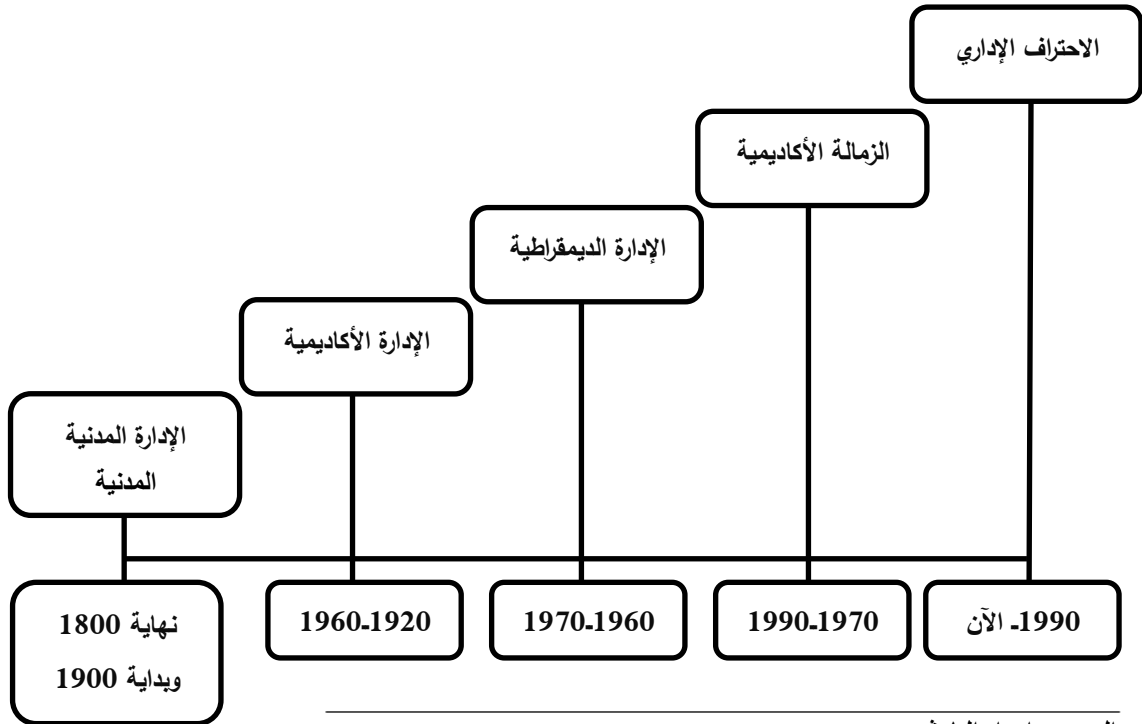 الاحتراف الإداري
الزمالة الأكاديمية
الإدارة الديمقراطية
الإدارة الأكاديمية
الإدارة المدنية
المدنية
نهاية 1800
وبداية 1900
1960-1920
1970-1960
1990-1970
1990- الآن